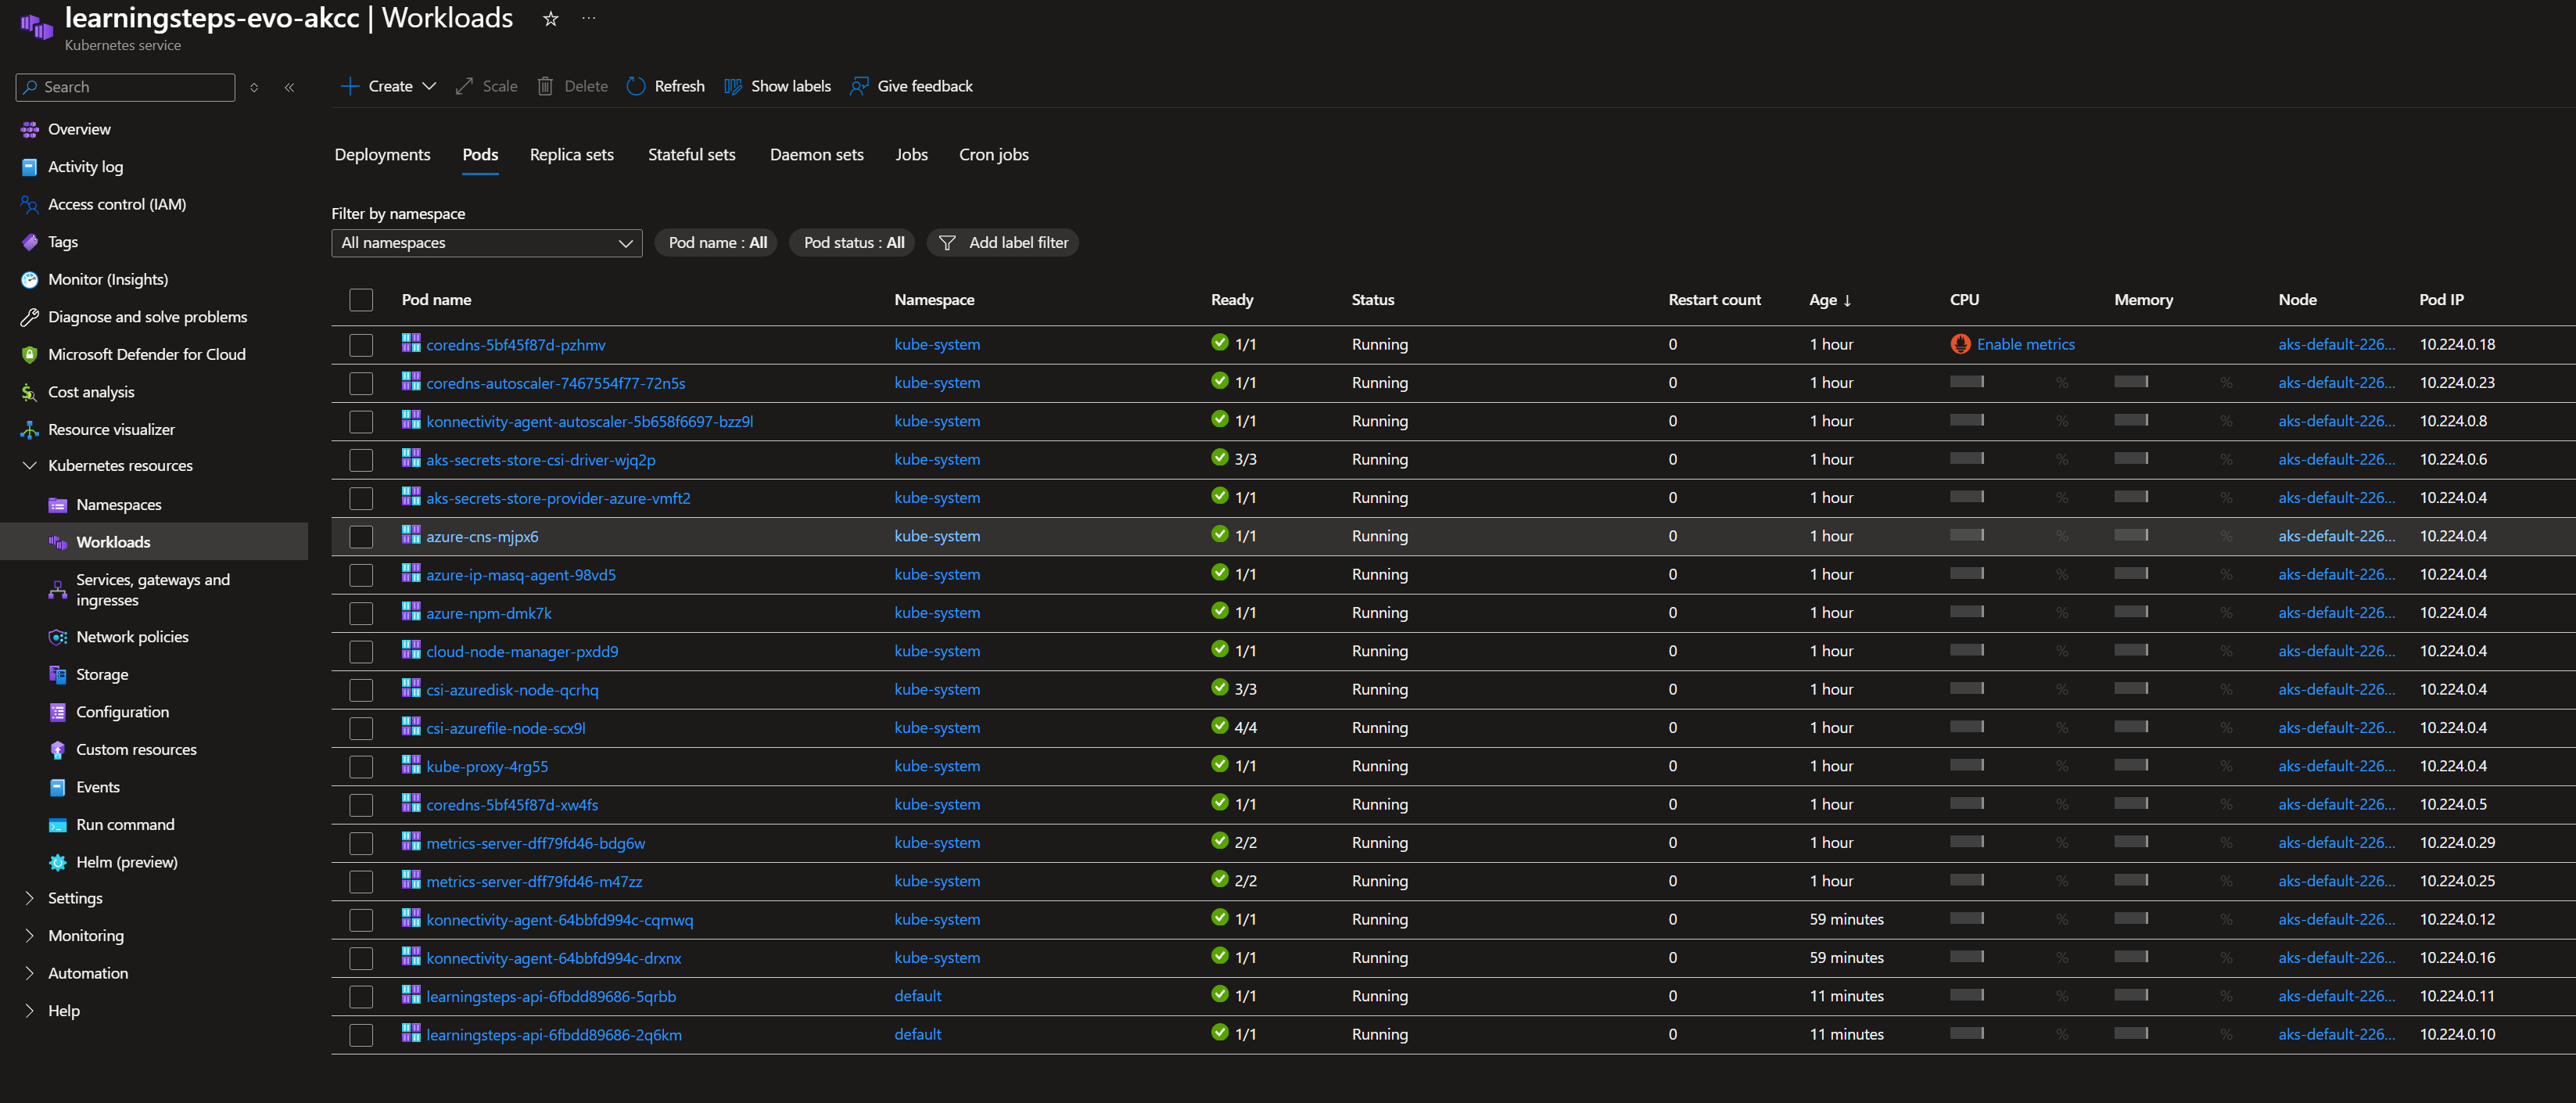 learningsteps-evo-akcc | Workloads
Kubernetes service
Search
Create
Scale
Delete
Refresh
Show labels
Give feedback
Overview
Activity log
Access control (IAM)
Tags
Monitor (Insights)
Diagnose and solve problems
Microsoft Defender for Cloud
Cost analysis
Resource visualizer
Kubernetes resources
Namespaces
Workloads
Services, gateways and
ingresses
Network policies
Storage
Configuration
Custom resources
Events
Run command
Helm (preview)
Settings
Monitoring
Automation
Help
Deployments Pods Replica sets Stateful sets Daemon sets Jobs Cron jobs
Filter by namespace
All namespaces Pod name : All Pod status : All Add label filter
Pod name Namespace Ready Status Restart count Age ↓ CPU Memory Node Pod IP
coredns-5bf45f87d-pzhmv kube-system 1/1 Running 0 1 hour Enable metrics aks-default-226... 10.224.0.18
coredns-autoscaler-7467554f77-72n5s kube-system 1/1 Running 0 1 hour % % aks-default-226... 10.224.0.23
konnectivity-agent-autoscaler-5b658f6697-bzz9l kube-system 1/1 Running 0 1 hour % % aks-default-226... 10.224.0.8
aks-secrets-store-csi-driver-wjq2p kube-system 3/3 Running 0 1 hour % % aks-default-226... 10.224.0.6
aks-secrets-store-provider-azure-vmft2 kube-system 1/1 Running 0 1 hour % % aks-default-226... 10.224.0.4
azure-cns-mjpx6 kube-system 1/1 Running 0 1 hour % % aks-default-226... 10.224.0.4
azure-ip-masq-agent-98vd5 kube-system 1/1 Running 0 1 hour % % aks-default-226... 10.224.0.4
azure-npm-dmk7k kube-system 1/1 Running 0 1 hour % % aks-default-226... 10.224.0.4
cloud-node-manager-pxdd9 kube-system 1/1 Running 0 1 hour % % aks-default-226... 10.224.0.4
csi-azuredisk-node-qcrhq kube-system 3/3 Running 0 1 hour % % aks-default-226... 10.224.0.4
csi-azurefile-node-scx9l kube-system 4/4 Running 0 1 hour % % aks-default-226... 10.224.0.4
kube-proxy-4rg55 kube-system 1/1 Running 0 1 hour % % aks-default-226... 10.224.0.4
coredns-5bf45f87d-xw4fs kube-system 1/1 Running 0 1 hour % % aks-default-226... 10.224.0.5
metrics-server-dff79fd46-bdg6w kube-system 2/2 Running 0 1 hour % % aks-default-226... 10.224.0.29
metrics-server-dff79fd46-m47zz kube-system 2/2 Running 0 1 hour % % aks-default-226... 10.224.0.25
konnectivity-agent-64bbfd994c-cqmwq kube-system 1/1 Running 0 59 minutes % % aks-default-226... 10.224.0.12
konnectivity-agent-64bbfd994c-drxnx kube-system 1/1 Running 0 59 minutes % % aks-default-226... 10.224.0.16
learningsteps-api-6fbdd89686-5qrbb default 1/1 Running 0 11 minutes % % aks-default-226... 10.224.0.11
learningsteps-api-6fbdd89686-2q6km default 1/1 Running 0 11 minutes % % aks-default-226... 10.224.0.10